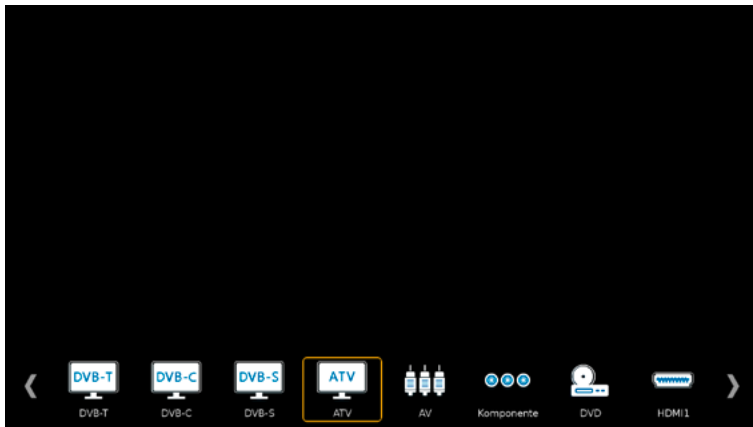 DVB-T DVB-C DVB-S ATV
DVB-T DVB-C DVB-S ATV AV Komponente DVD HDMI1